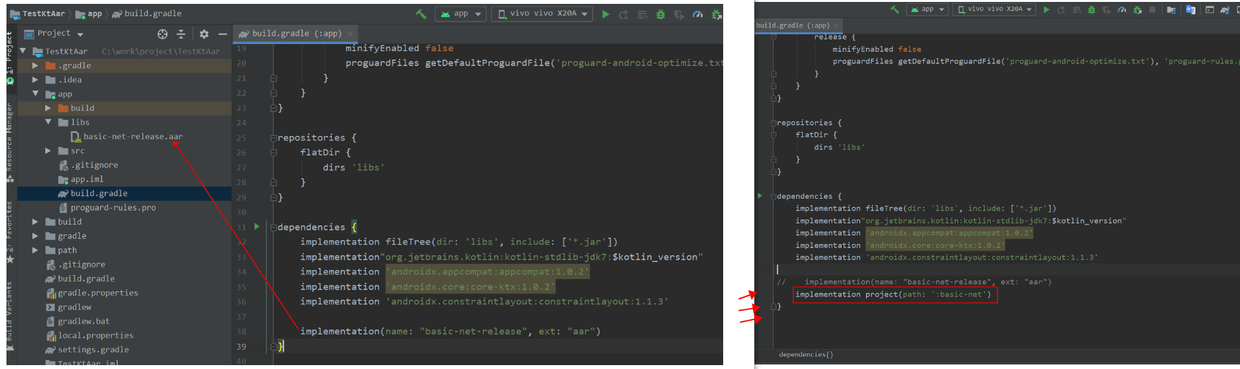 TestKtAar
app
build.gradle
app
vivo vivo X20A
Project
1: Project
Resource Manager
2: Favorites
Build Variants
TestKtAar C:\work\project\TestKtAar
.gradle
.idea
app
build
libs
basic-net-release.aar
src
.gitignore
app.iml
build.gradle
proguard-rules.pro
build
gradle
path
.gitignore
build.gradle
gradle.properties
gradlew
gradlew.bat
local.properties
settings.gradle
TestKtAar.iml
build.gradle (:app)
19 minifyEnabled false
20 proguardFiles getDefaultProguardFile('proguard-android-optimize.txt
21 }
22 }
23 }
24
25 repositories {
26 flatDir {
27 dirs 'libs'
28 }
29 }
30
31 dependencies {
32 implementation fileTree(dir: 'libs', include: ['*.jar'])
33 implementation"org.jetbrains.kotlin:kotlin-stdlib-jdk7:$kotlin_version"
34 implementation 'androidx.appcompat:appcompat:1.0.2'
35 implementation 'androidx.core:core-ktx:1.0.2'
36 implementation 'androidx.constraintlayout:constraintlayout:1.1.3'
37
38 implementation(name: "basic-net-release", ext: "aar")
39 }
40
app
vivo vivo X20A
build.gradle (:app)
release {
minifyEnabled false
proguardFiles getDefaultProguardFile('proguard-android-optimize.txt'), 'proguard-rules.p
}
}
}
repositories {
flatDir {
dirs 'libs'
}
}
dependencies {
implementation fileTree(dir: 'libs', include: ['*.jar'])
implementation"org.jetbrains.kotlin:kotlin-stdlib-jdk7:$kotlin_version"
implementation 'androidx.appcompat:appcompat:1.0.2'
implementation 'androidx.core:core-ktx:1.0.2'
implementation 'androidx.constraintlayout:constraintlayout:1.1.3'
// implementation(name: "basic-net-release", ext: "aar")
implementation project(path: ':basic-net')
}
dependencies{}